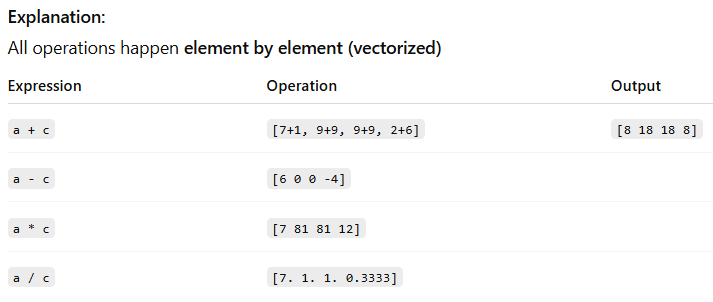 Explanation:
All operations happen element by element (vectorized)
Expression Operation Output
a + c [7+1, 9+9, 9+9, 2+6] [8 18 18 8]
a - c [6 0 0 -4]
a * c [7 81 81 12]
a / c [7. 1. 1. 0.3333]